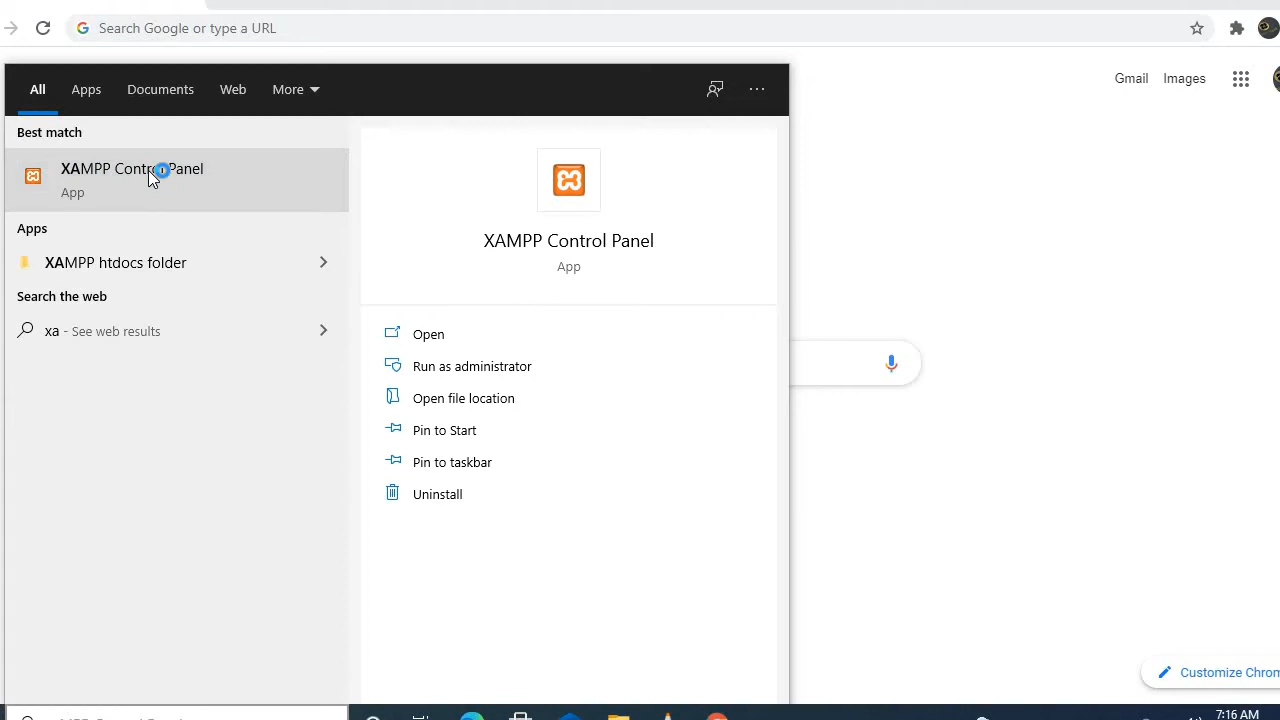 Search Google or type a URL
Gmail
Images
All
Apps
Documents
Web
More
Best match
XAMPP Control Panel
App
Apps
XAMPP htdocs folder
Search the web
xa - See web results
XAMPP Control Panel
App
Open
Run as administrator
Open file location
Pin to Start
Pin to taskbar
Uninstall
Customize Chrom
7:16 AM